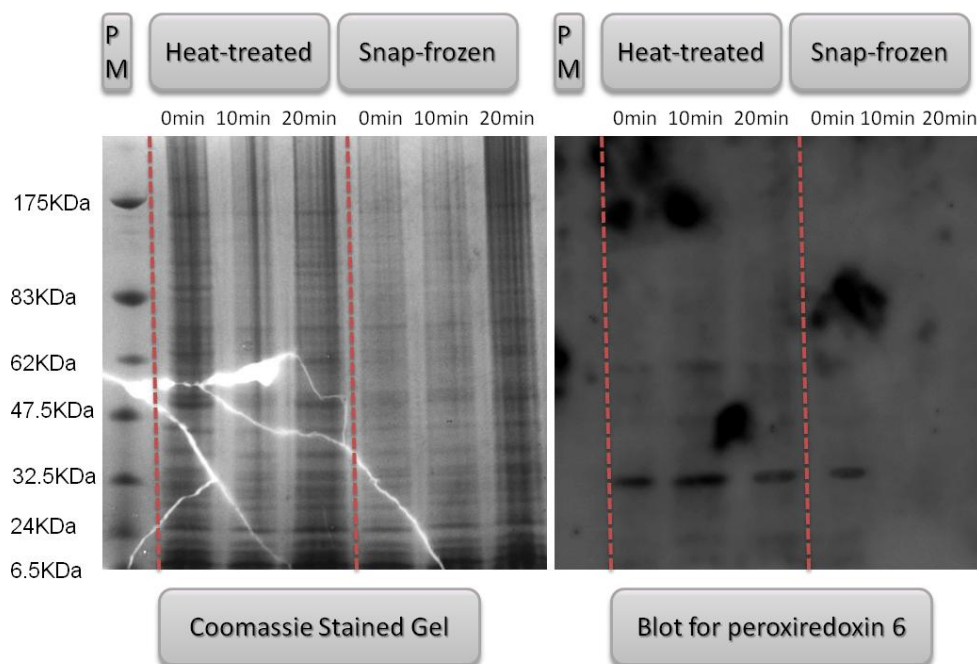 P
M
Heat-treated
Snap-frozen
P
M
Heat-treated
Snap-frozen
0min 10min 20min 0min 10min 20min
0min 10min 20min 0min 10min 20min
175KDa
83KDa
62KDa
47.5KDa
32.5KDa
24KDa
6.5KDa
Coomassie Stained Gel
Blot for peroxiredoxin 6